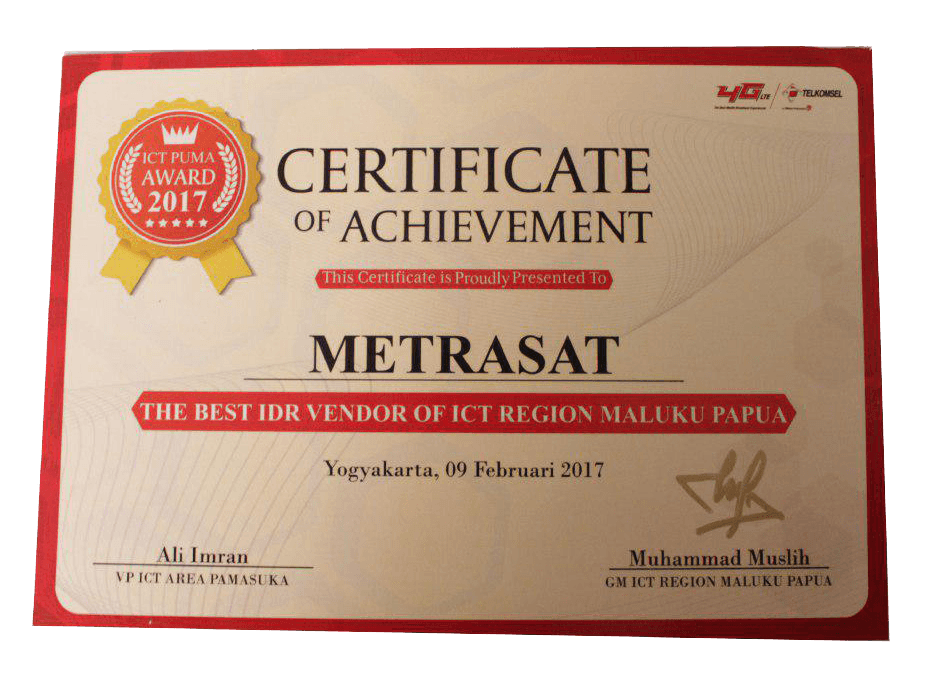 4G LTE
TELKOMSEL
ICT PUMA
AWARD
2017
CERTIFICATE
OF ACHIEVEMENT
This Certificate is Proudly Presented To
METRASAT
THE BEST IDR VENDOR OF ICT REGION MALUKU PAPUA
Yogyakarta, 09 Februari 2017
Ali Imran
VP ICT AREA PAMASUKA
Muhammad Muslih
GM ICT REGION MALUKU PAPUA